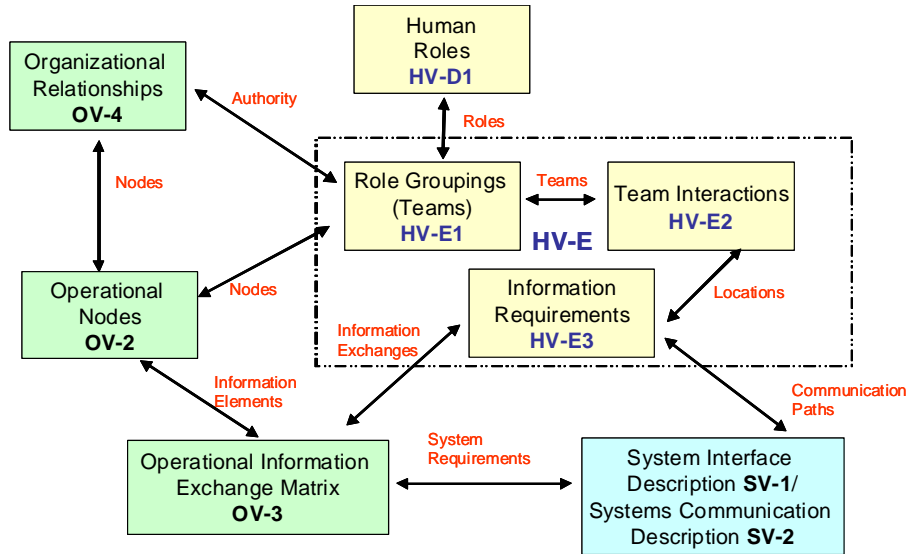 Human
Roles
HV-D1
Organizational
Relationships
OV-4
Authority
Roles
Nodes
Role Groupings
(Teams)
HV-E1
Teams
Team Interactions
HV-E2
HV-E
Operational
Nodes
OV-2
Nodes
Information
Requirements
HV-E3
Locations
Information
Exchanges
Information
Elements
Communication
Paths
Operational Information
Exchange Matrix
OV-3
System
Requirements
System Interface
Description SV-1/
Systems Communication
Description SV-2